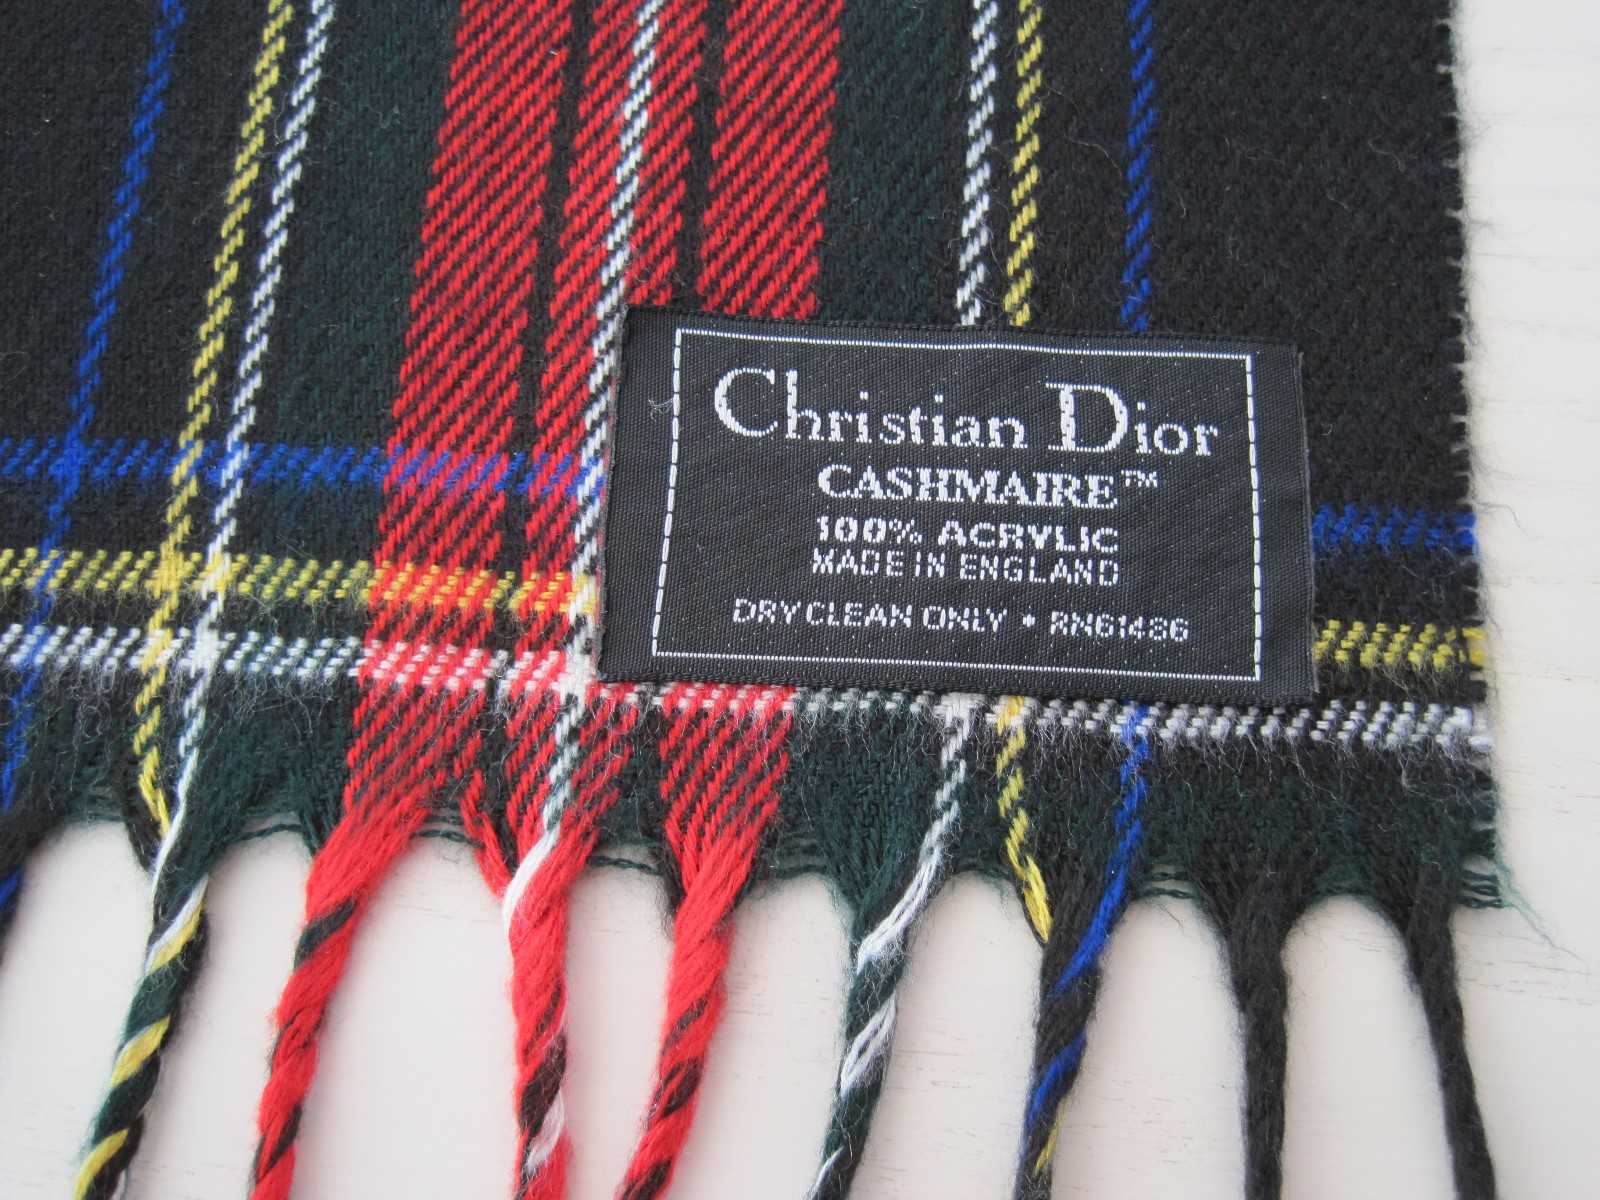 Christian Dior
CASHMAIRE™
100% ACRYLIC
MADE IN ENGLAND
DRY CLEAN ONLY • RN61486